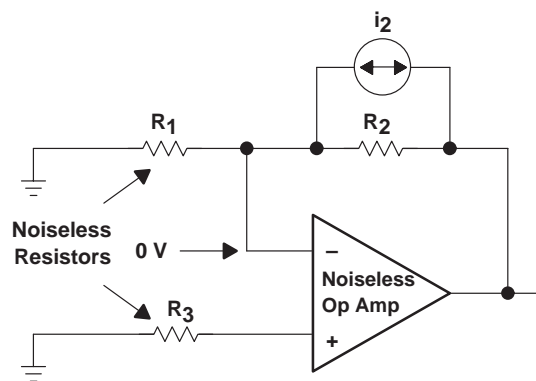 i2
R1
R2
Noiseless
Resistors
0 V
–
Noiseless
Op Amp
R3
+